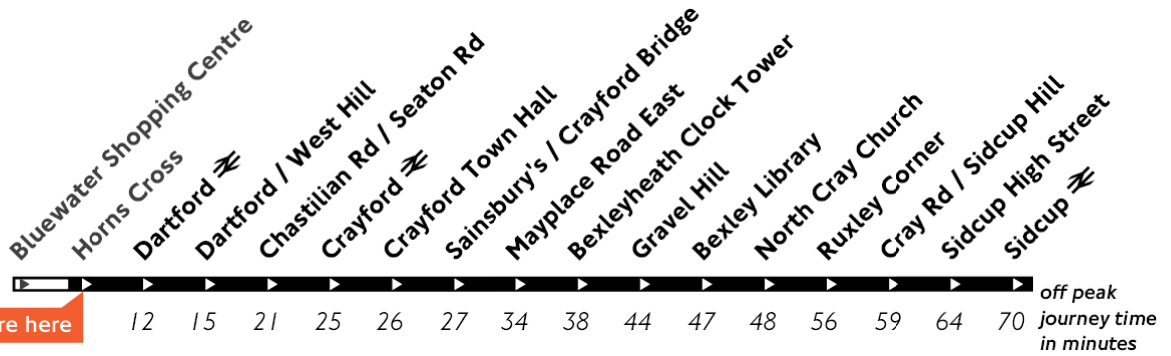 Bluewater Shopping Centre
Horns Cross
Dartford
Dartford / West Hill
Chastilian Rd / Seaton Rd
Crayford
Crayford Town Hall
Sainsbury's / Crayford Bridge
Mayplace Road East
Bexleyheath Clock Tower
Gravel Hill
Bexley Library
North Cray Church
Ruxley Corner
Cray Rd / Sidcup Hill
Sidcup High Street
Sidcup
re here
12 15 21 25 26 27 34 38 44 47 48 56 59 64 70
off peak
journey time
in minutes